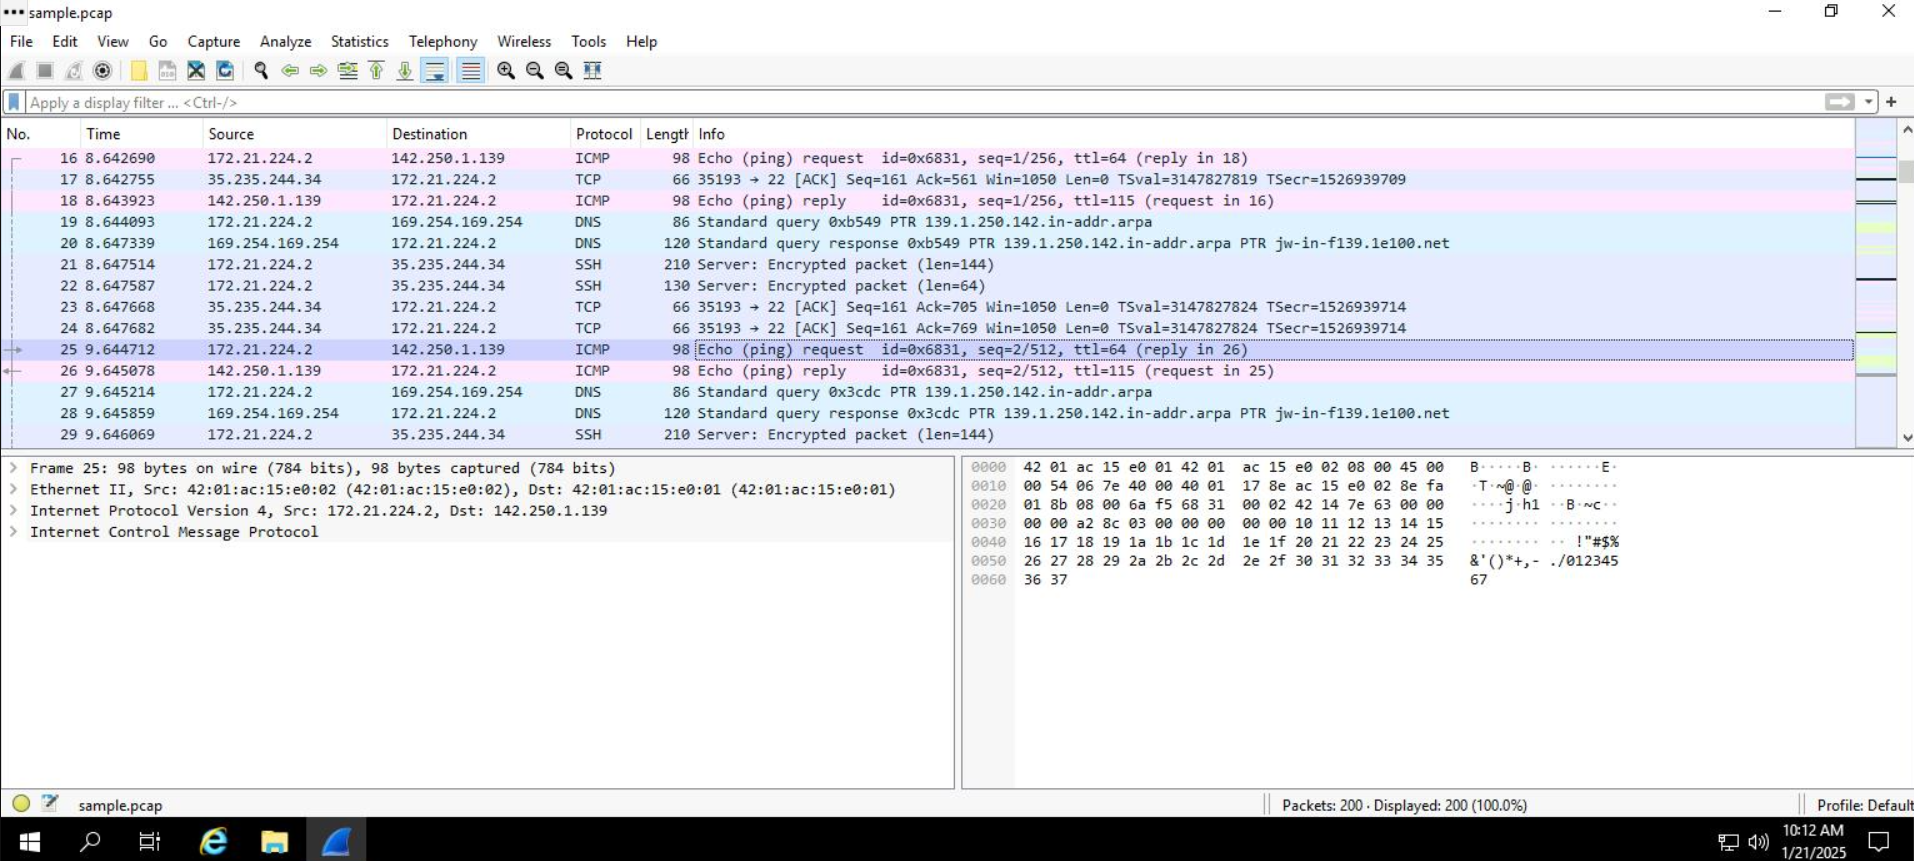 sample.pcap
File Edit View Go Capture Analyze Statistics Telephony Wireless Tools Help
Apply a display filter ... <Ctrl-/>
No. Time Source Destination Protocol Length Info
16 8.642690 172.21.224.2 142.250.1.139 ICMP 98 Echo (ping) request id=0x6831, seq=1/256, ttl=64 (reply in 18)
17 8.642755 35.235.244.34 172.21.224.2 TCP 66 35193 → 22 [ACK] Seq=161 Ack=561 Win=1050 Len=0 TSval=3147827819 TSecr=1526939709
18 8.643923 142.250.1.139 172.21.224.2 ICMP 98 Echo (ping) reply id=0x6831, seq=1/256, ttl=115 (request in 16)
19 8.644093 172.21.224.2 169.254.169.254 DNS 86 Standard query 0xb549 PTR 139.1.250.142.in-addr.arpa
20 8.647339 169.254.169.254 172.21.224.2 DNS 120 Standard query response 0xb549 PTR 139.1.250.142.in-addr.arpa PTR jw-in-f139.1e100.net
21 8.647514 172.21.224.2 35.235.244.34 SSH 210 Server: Encrypted packet (len=144)
22 8.647587 172.21.224.2 35.235.244.34 SSH 130 Server: Encrypted packet (len=64)
23 8.647668 35.235.244.34 172.21.224.2 TCP 66 35193 → 22 [ACK] Seq=161 Ack=705 Win=1050 Len=0 TSval=3147827824 TSecr=1526939714
24 8.647682 35.235.244.34 172.21.224.2 TCP 66 35193 → 22 [ACK] Seq=161 Ack=769 Win=1050 Len=0 TSval=3147827824 TSecr=1526939714
25 9.644712 172.21.224.2 142.250.1.139 ICMP 98 Echo (ping) request id=0x6831, seq=2/512, ttl=64 (reply in 26)
26 9.645078 142.250.1.139 172.21.224.2 ICMP 98 Echo (ping) reply id=0x6831, seq=2/512, ttl=115 (request in 25)
27 9.645214 172.21.224.2 169.254.169.254 DNS 86 Standard query 0x3cdc PTR 139.1.250.142.in-addr.arpa
28 9.645859 169.254.169.254 172.21.224.2 DNS 120 Standard query response 0x3cdc PTR 139.1.250.142.in-addr.arpa PTR jw-in-f139.1e100.net
29 9.646069 172.21.224.2 35.235.244.34 SSH 210 Server: Encrypted packet (len=144)
Frame 25: 98 bytes on wire (784 bits), 98 bytes captured (784 bits)
Ethernet II, Src: 42:01:ac:15:e0:02 (42:01:ac:15:e0:02), Dst: 42:01:ac:15:e0:01 (42:01:ac:15:e0:01)
Internet Protocol Version 4, Src: 172.21.224.2, Dst: 142.250.1.139
Internet Control Message Protocol
0000 42 01 ac 15 e0 01 42 01 ac 15 e0 02 08 00 45 00 B·····B· ······E·
0010 00 54 06 7e 40 00 40 01 17 8e ac 15 e0 02 8e fa ·T·~@·@· ········
0020 01 8b 08 00 6a f5 68 31 00 02 42 14 7e 63 00 00 ····j·h1 ··B·~c··
0030 00 00 a2 8c 03 00 00 00 00 00 10 11 12 13 14 15 ········ ········
0040 16 17 18 19 1a 1b 1c 1d 1e 1f 20 21 22 23 24 25 ········ ·· !"#$%
0050 26 27 28 29 2a 2b 2c 2d 2e 2f 30 31 32 33 34 35 &'()*+,- ./012345
0060 36 37 67
sample.pcap
Packets: 200 · Displayed: 200 (100.0%)
Profile: Default
10:12 AM
1/21/2025